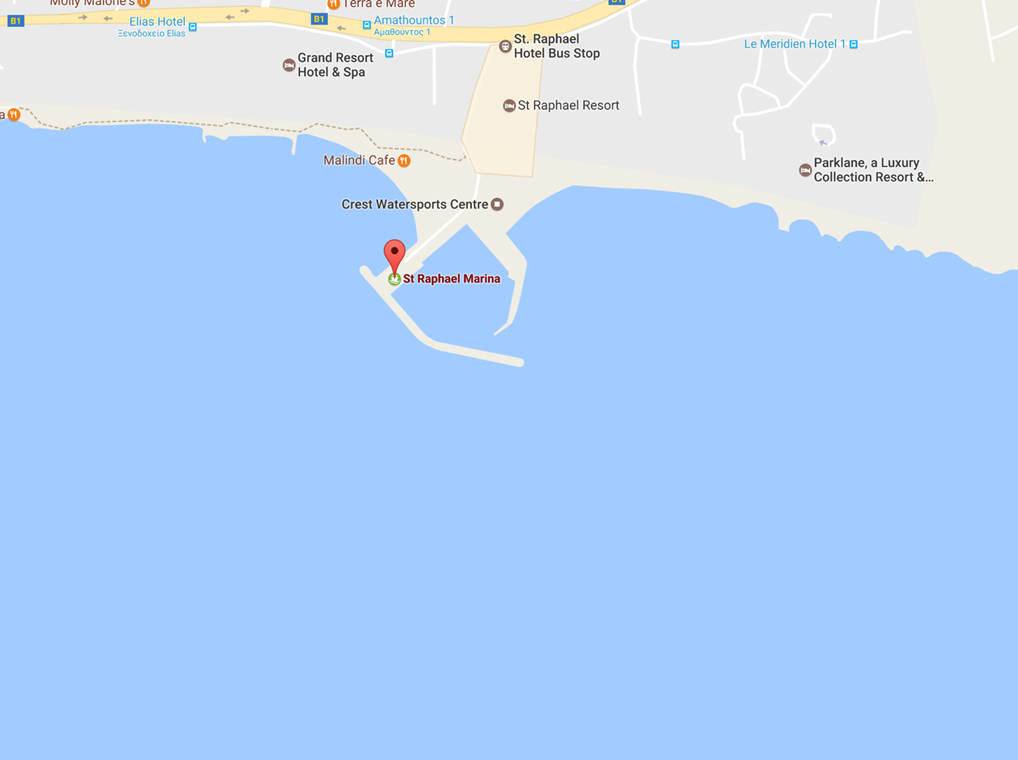 Molly Malone's
Terra e Mare
B1
B1
B1
Elias Hotel
Ξενοδοχείο Elias
Amathountos 1
Αμαθούντος 1
St. Raphael
Hotel Bus Stop
Le Meridien Hotel 1
Grand Resort
Hotel & Spa
St Raphael Resort
a
Malindi Cafe
Parklane, a Luxury
Collection Resort &...
Crest Watersports Centre
St Raphael Marina